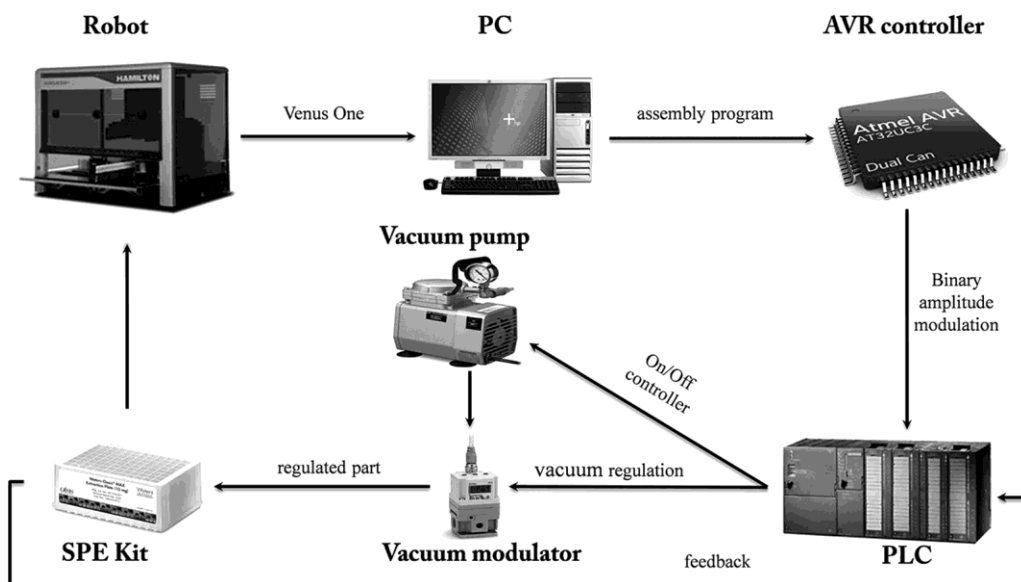 Robot
PC
AVR controller
HAMILTON
Venus One
assembly program
Atmel AVR
AT32UC3C
Dual Can
hp
Vacuum pump
Binary
amplitude
modulation
On/Off
controller
regulated part
vacuum regulation
SPE Kit
Vacuum modulator
feedback
PLC